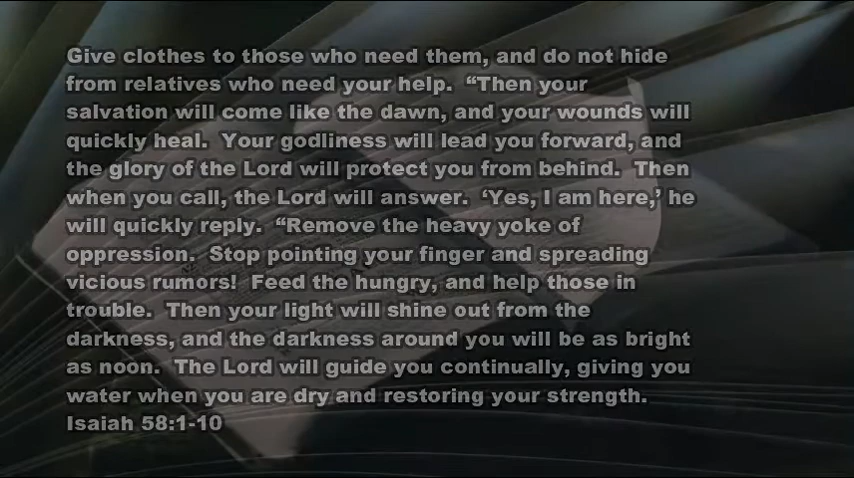 Give clothes to those who need them, and do not hide
from relatives who need your help.  “Then your
salvation will come like the dawn, and your wounds will
quickly heal.  Your godliness will lead you forward, and
the glory of the Lord will protect you from behind.  Then
when you call, the Lord will answer.  ‘Yes, I am here,’ he
will quickly reply.  “Remove the heavy yoke of
oppression.  Stop pointing your finger and spreading
vicious rumors!  Feed the hungry, and help those in
trouble.  Then your light will shine out from the
darkness, and the darkness around you will be as bright
as noon.  The Lord will guide you continually, giving you
water when you are dry and restoring your strength.
Isaiah 58:1-10